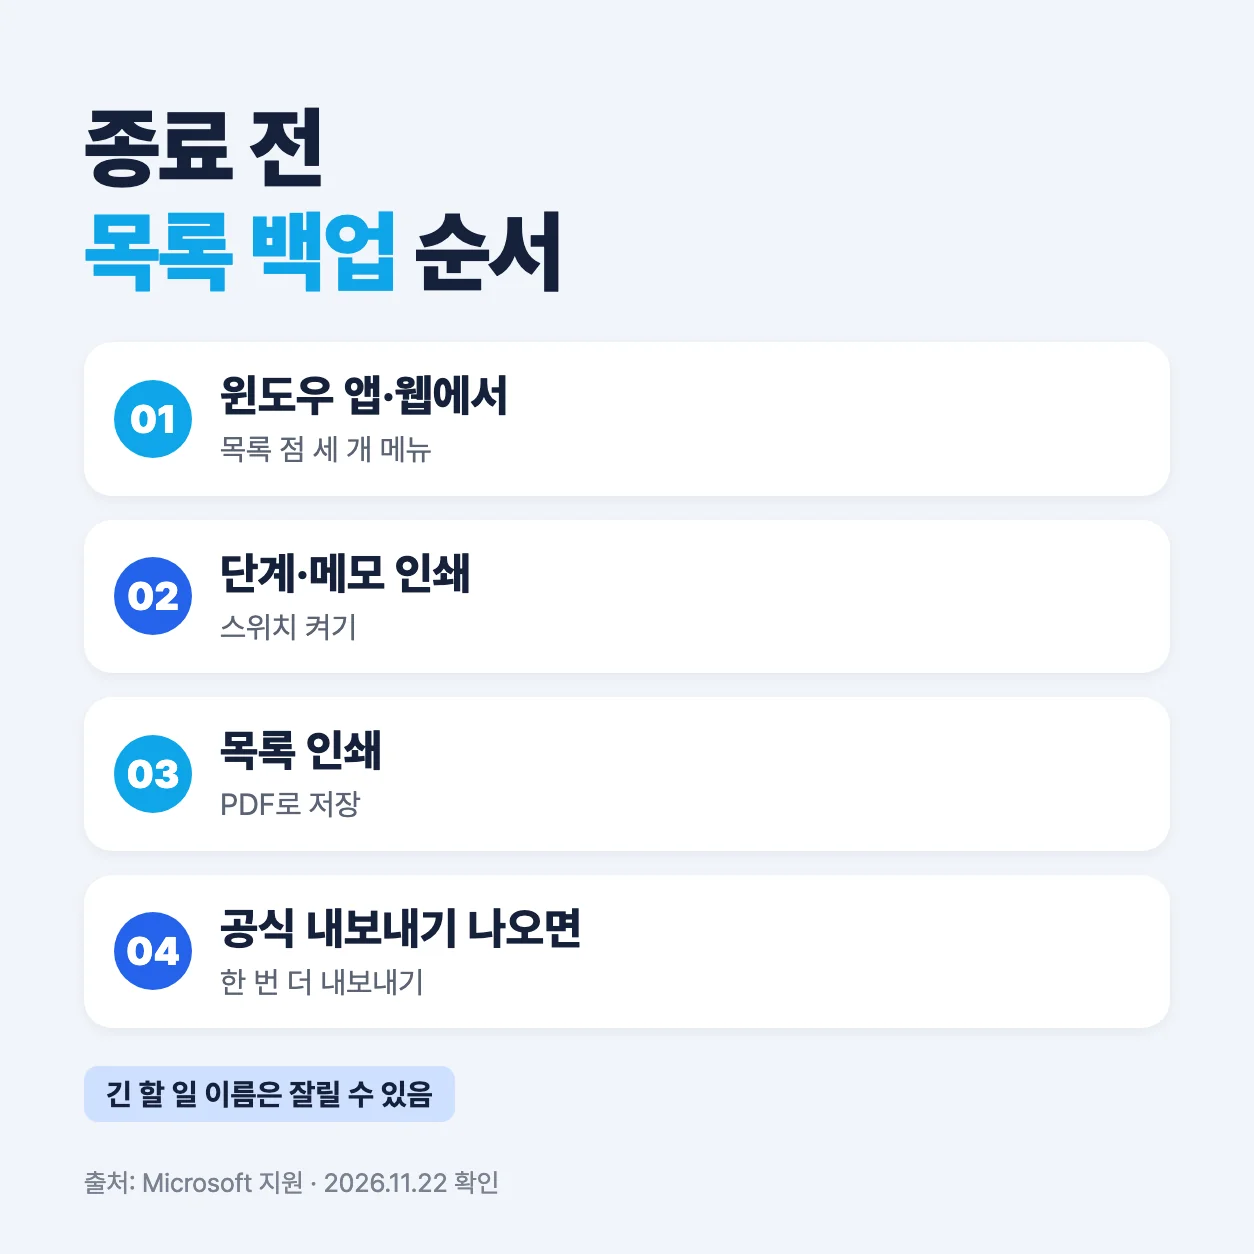 종료 전
목록 백업 순서
01
윈도우 앱·웹에서
목록 점 세 개 메뉴
02
단계·메모 인쇄
스위치 켜기
03
목록 인쇄
PDF로 저장
04
공식 내보내기 나오면
한 번 더 내보내기
긴 할 일 이름은 잘릴 수 있음
출처: Microsoft 지원 · 2026.11.22 확인